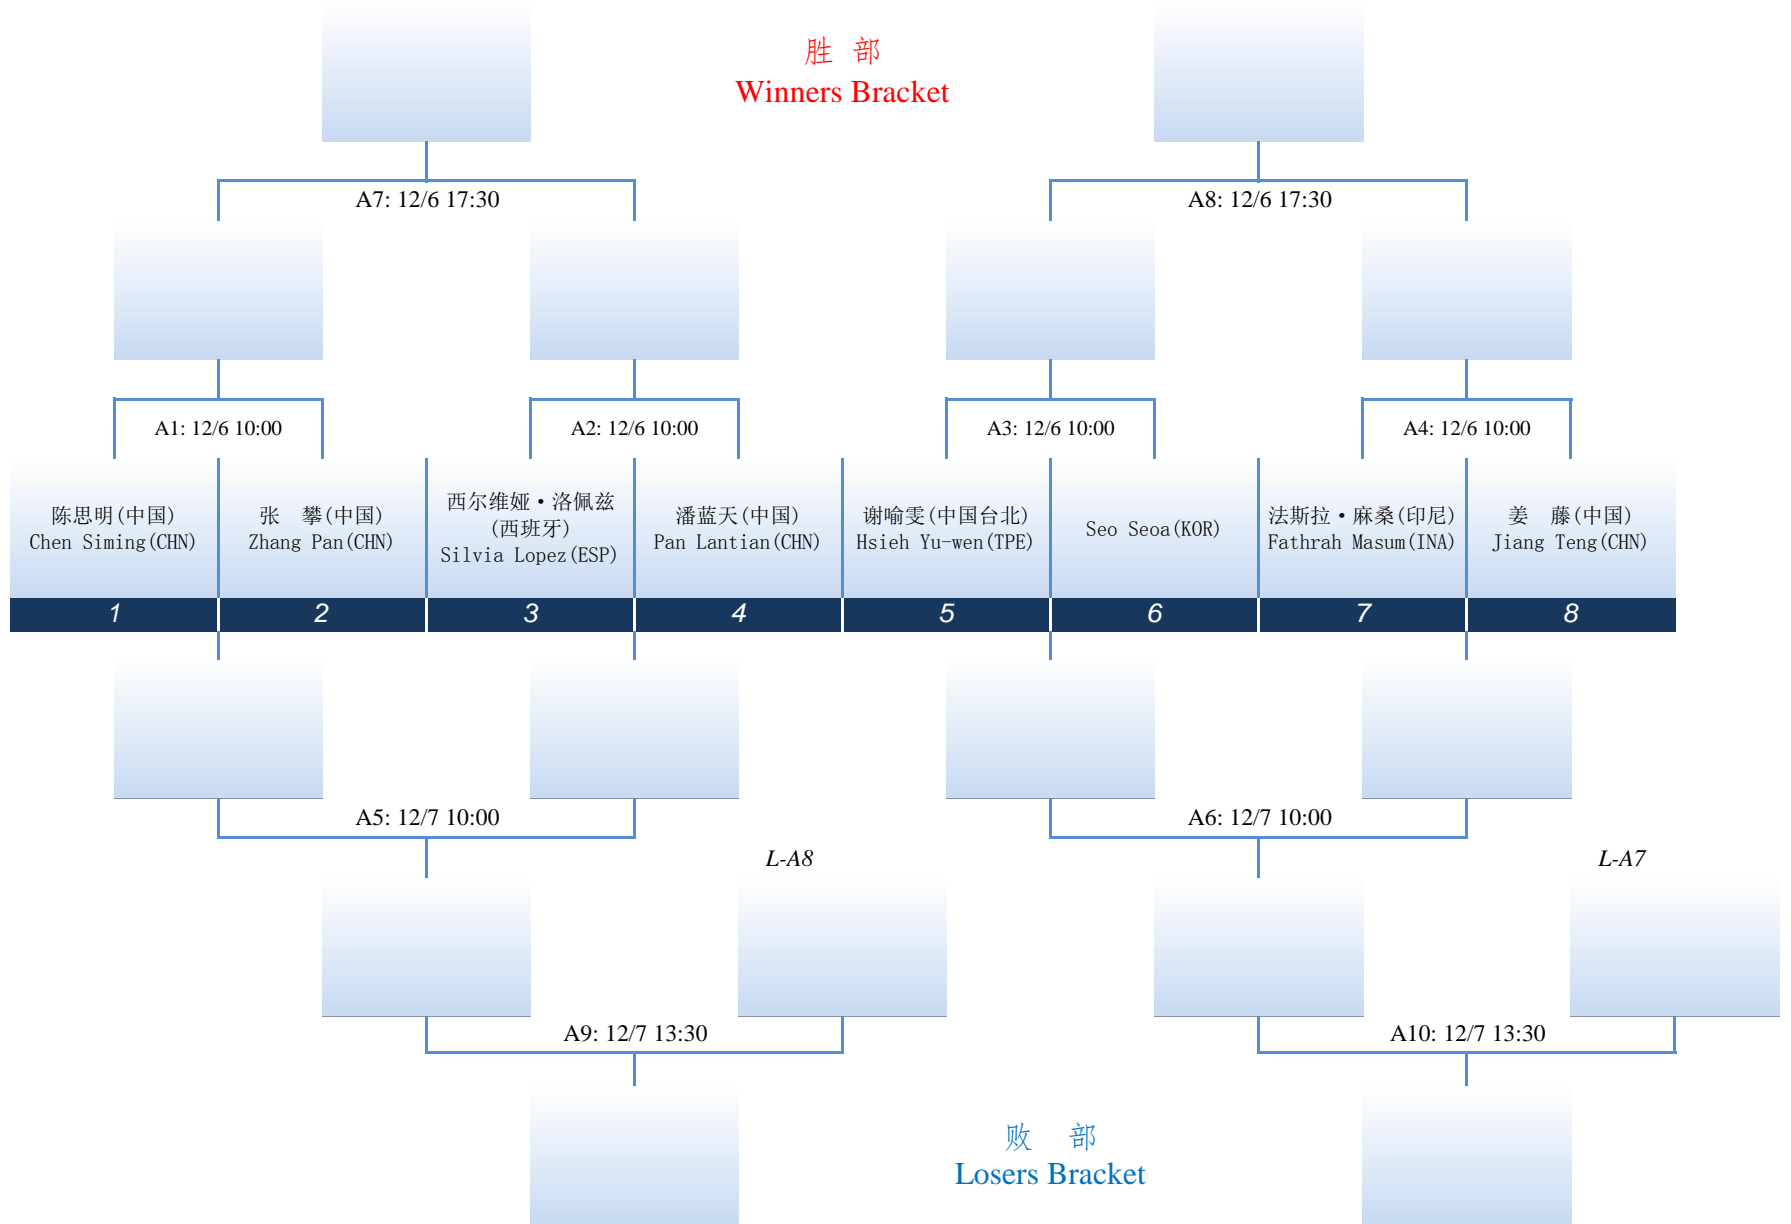 胜 部
Winners Bracket
A7: 12/6 17:30
A8: 12/6 17:30
A1: 12/6 10:00
A2: 12/6 10:00
A3: 12/6 10:00
A4: 12/6 10:00
陈思明(中国)
Chen Siming(CHN)
张 攀(中国)
Zhang Pan(CHN)
西尔维娅·洛佩兹
(西班牙)
Silvia Lopez(ESP)
潘蓝天(中国)
Pan Lantian(CHN)
谢喻雯(中国台北)
Hsieh Yu-wen(TPE)
Seo Seoa(KOR)
法斯拉·麻桑(印尼)
Fathrah Masum(INA)
姜 藤(中国)
Jiang Teng(CHN)
1
2
3
4
5
6
7
8
A5: 12/7 10:00
A6: 12/7 10:00
L-A8
L-A7
A9: 12/7 13:30
A10: 12/7 13:30
败 部
Losers Bracket